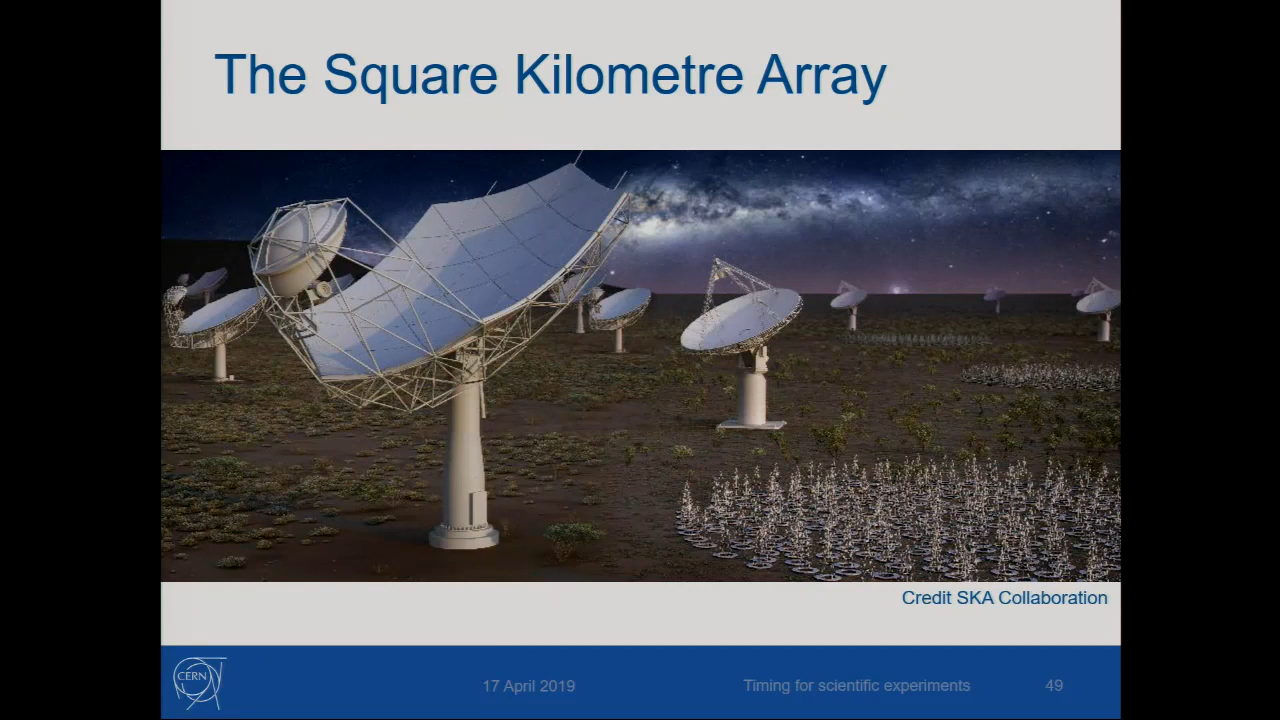 The Square Kilometre Array
Credit SKA Collaboration
CERN
17 April 2019
Timing for scientific experiments
49